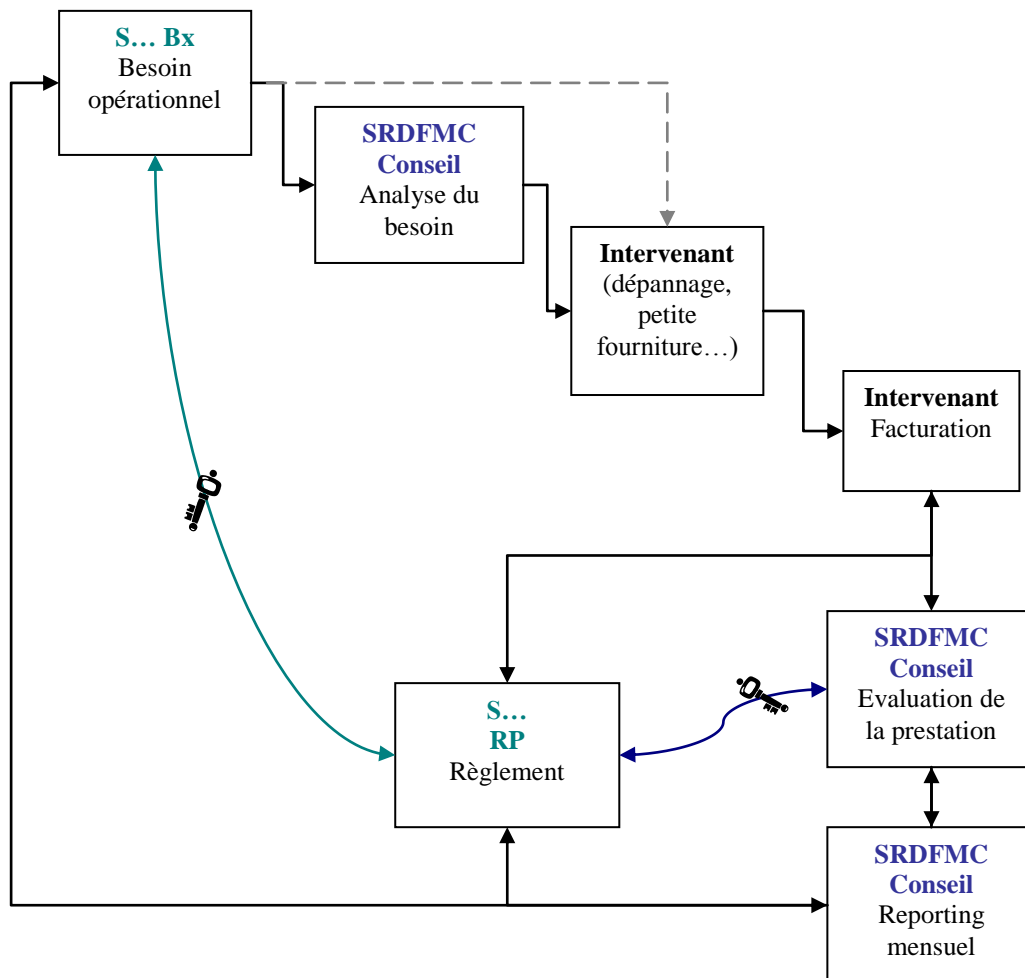 S… Bx
Besoin
opérationnel
SRDFMC
Conseil
Analyse du
besoin
Intervenant
(dépannage,
petite
fourniture…)
Intervenant
Facturation
SRDFMC
Conseil
Evaluation de
la prestation
S…
RP
Règlement
SRDFMC
Conseil
Reporting
mensuel